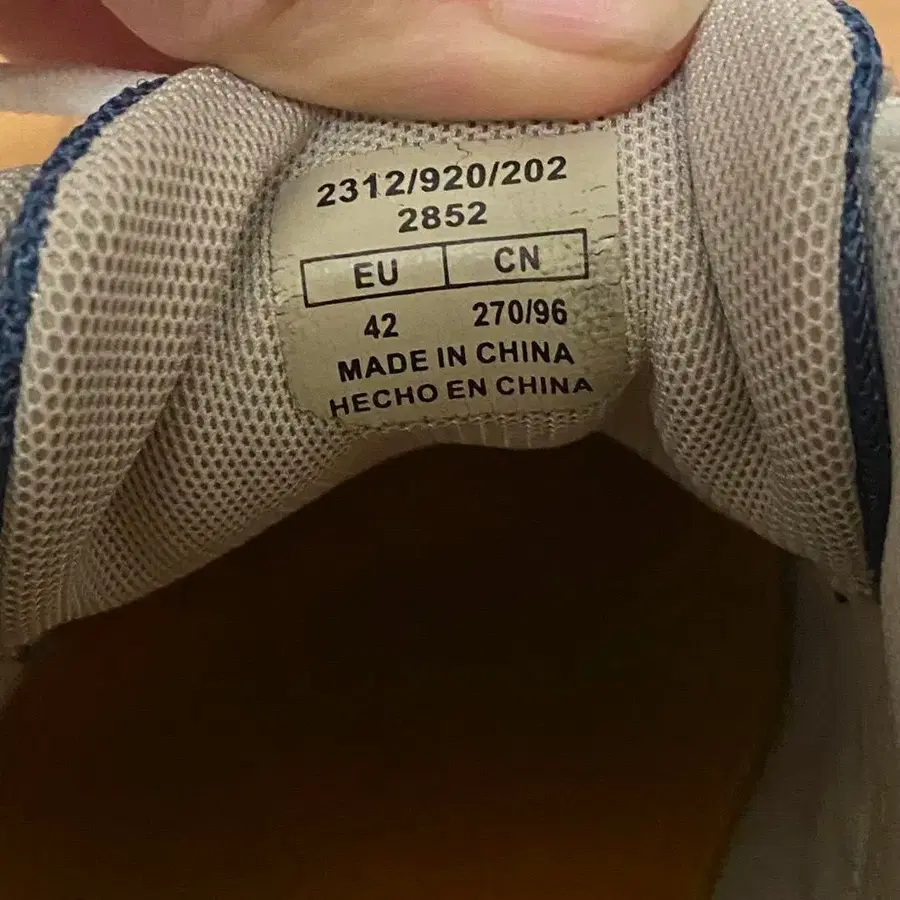 2312/920/202
2852
EU CN
42 270/96
MADE IN CHINA
HECHO EN CHINA